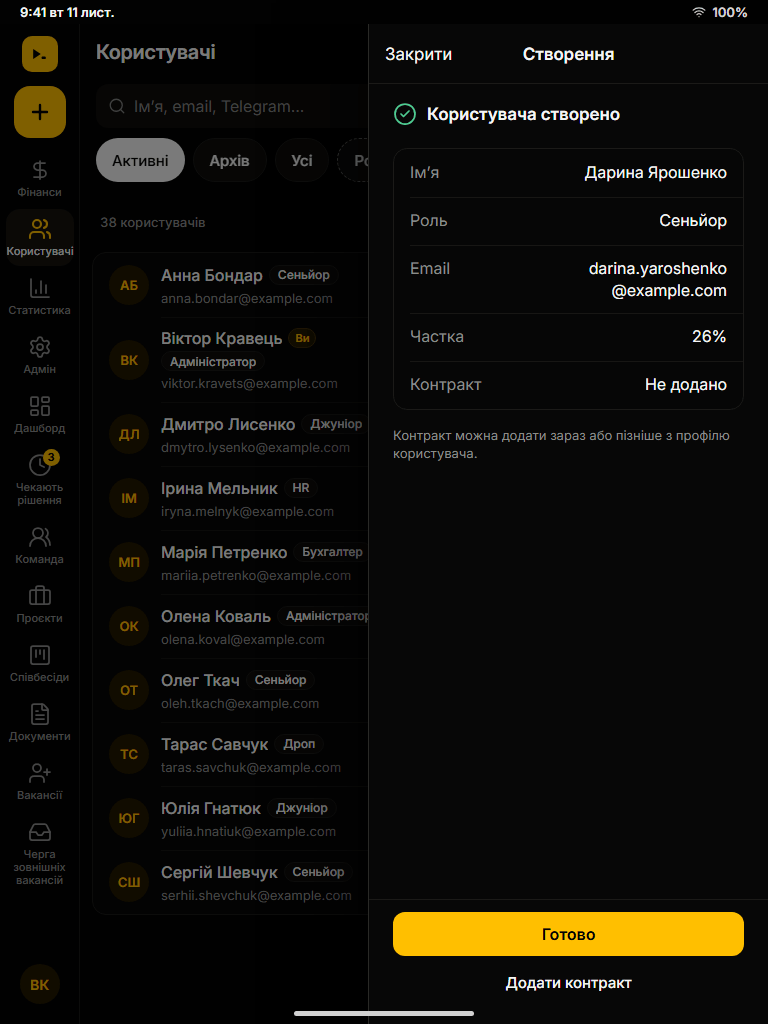 9:41 вт 11 лист.
100%
Фінанси
Користувачі
Статистика
Адмін
Дашборд
3
Чекають
рішення
Команда
Проєкти
Співбесіди
Документи
Вакансії
Черга
зовнішніх
вакансій
ВК
Користувачі
Ім’я, email, Telegram...
Активні
Архів
Усі
38 користувачів
АБ
Анна Бондар Сеньйор
anna.bondar@example.com
ВК
Віктор Кравець Ви
Адміністратор
viktor.kravets@example.com
ДЛ
Дмитро Лисенко Джуніор
dmytro.lysenko@example.com
ІМ
Ірина Мельник HR
iryna.melnyk@example.com
МП
Марія Петренко Бухгалтер
mariia.petrenko@example.com
ОК
Олена Коваль Адміністратор
olena.koval@example.com
ОТ
Олег Ткач Сеньйор
oleh.tkach@example.com
ТС
Тарас Савчук Дроп
taras.savchuk@example.com
ЮГ
Юлія Гнатюк Джуніор
yuliia.hnatiuk@example.com
СШ
Сергій Шевчук Сеньйор
serhii.shevchuk@example.com
Закрити
Створення
Користувача створено
Ім’я Дарина Ярошенко
Роль Сеньйор
Email darina.yaroshenko
@example.com
Частка 26%
Контракт Не додано
Контракт можна додати зараз або пізніше з профілю
користувача.
Готово
Додати контракт